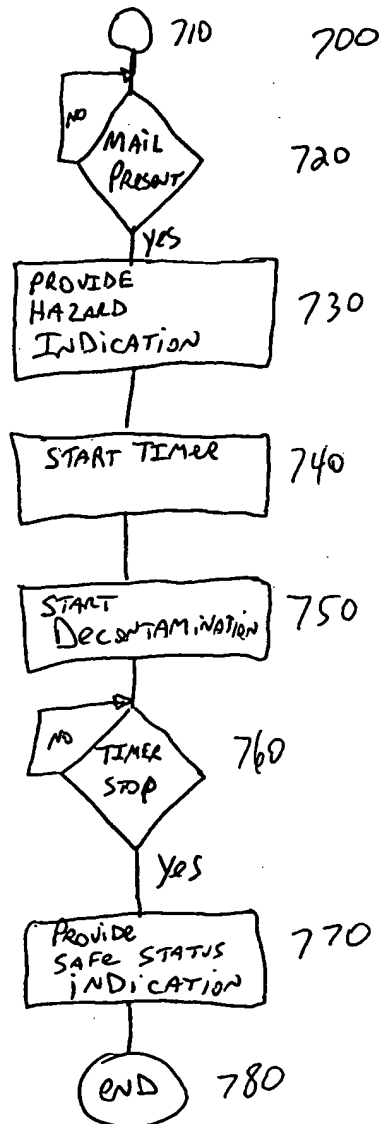 710 700
NO
MAIL
PRESENT
720
yes
PROVIDE
HAZARD
INDICATION
730
START TIMER
740
START
DECONTAMINATION
750
NO
TIMER
STOP
760
yes
PROVIDE
SAFE STATUS
INDICATION
770
END
780